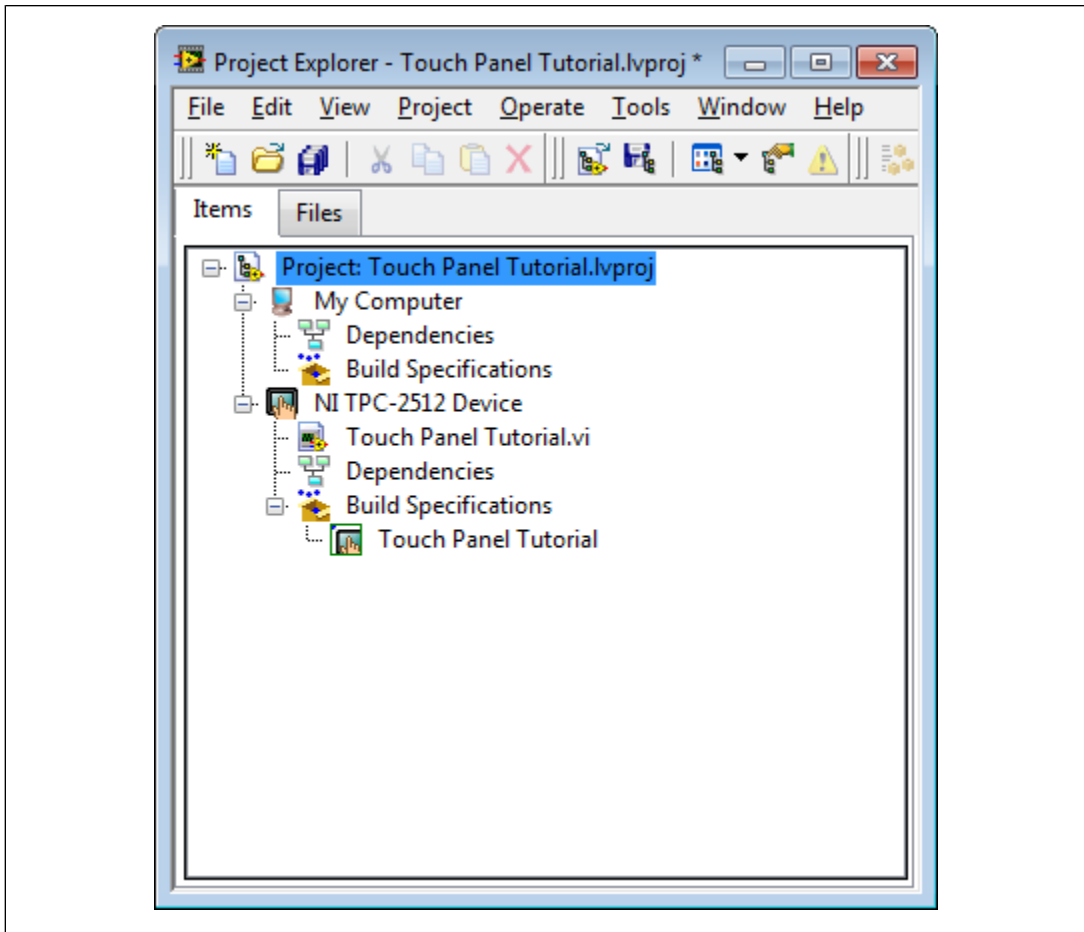 Project Explorer - Touch Panel Tutorial.lvproj *
File Edit View Project Operate Tools Window Help
Items Files
Project: Touch Panel Tutorial.lvproj
My Computer
Dependencies
Build Specifications
NI TPC-2512 Device
Touch Panel Tutorial.vi
Dependencies
Build Specifications
Touch Panel Tutorial